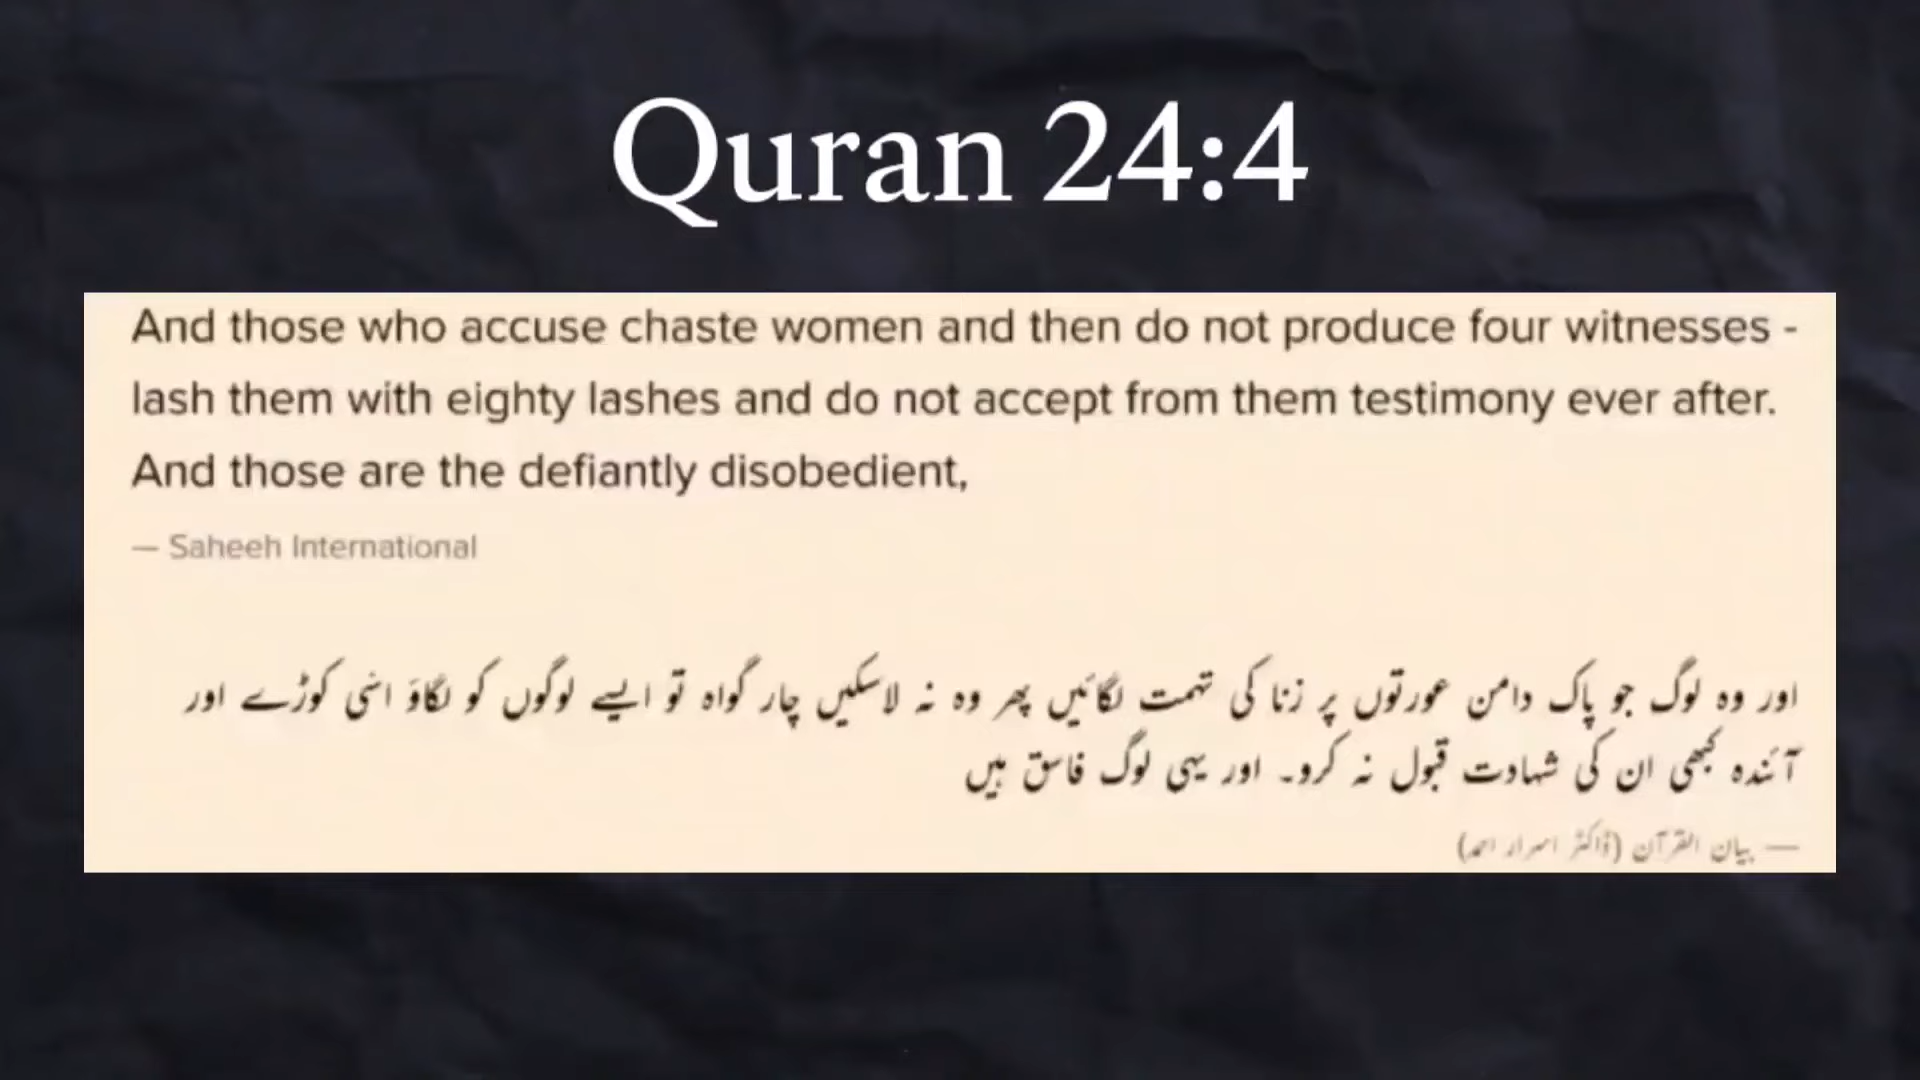 Quran 24:4
And those who accuse chaste women and then do not produce four witnesses -
lash them with eighty lashes and do not accept from them testimony ever after.
And those are the defiantly disobedient,
— Saheeh International
اور وہ لوگ جو پاک دامن عورتوں پر زنا کی تہمت لگائیں پھر وہ نہ لاسکیں چار گواہ تو ایسے لوگوں کو لگاؤ اسّی کوڑے اور
آئندہ کبھی ان کی شہادت قبول نہ کرو۔ اور یہی لوگ فاسق ہیں
— بیان القرآن (ڈاکٹر اسرار احمد)